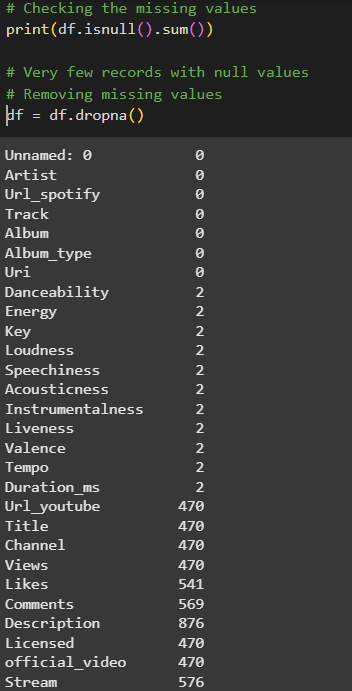 # Checking the missing values
print(df.isnull().sum())
# Very few records with null values
# Removing missing values
df = df.dropna()
Unnamed: 0 0
Artist 0
Url_spotify 0
Track 0
Album 0
Album_type 0
Uri 0
Danceability 2
Energy 2
Key 2
Loudness 2
Speechiness 2
Acousticness 2
Instrumentalness 2
Liveness 2
Valence 2
Tempo 2
Duration_ms 2
Url_youtube 470
Title 470
Channel 470
Views 470
Likes 541
Comments 569
Description 876
Licensed 470
official_video 470
Stream 576